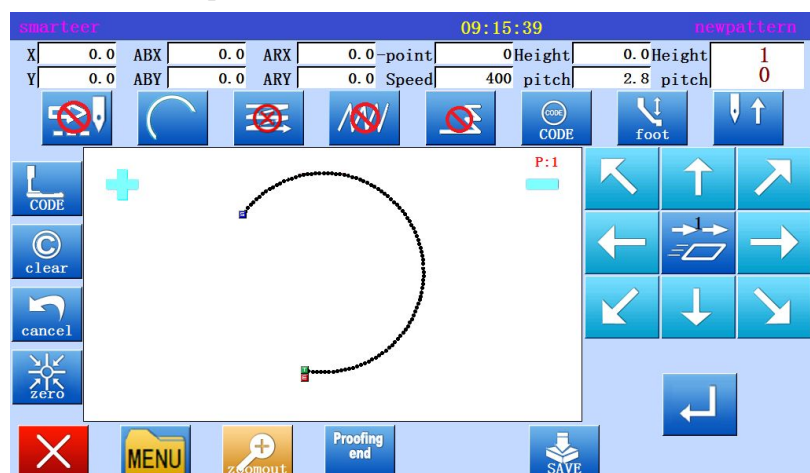 smarteer 09:15:39 newpattern
X 0.0 ABX 0.0 ARX 0.0 -point 0 Height 0.0 Height 1
Y 0.0 ABY 0.0 ARY 0.0 Speed 400 pitch 2.8 pitch 0
CODE
CODE
foot
P:1
CODE
1
clear
cancel
zero
MENU
zoomout
Proofing
end
SAVE